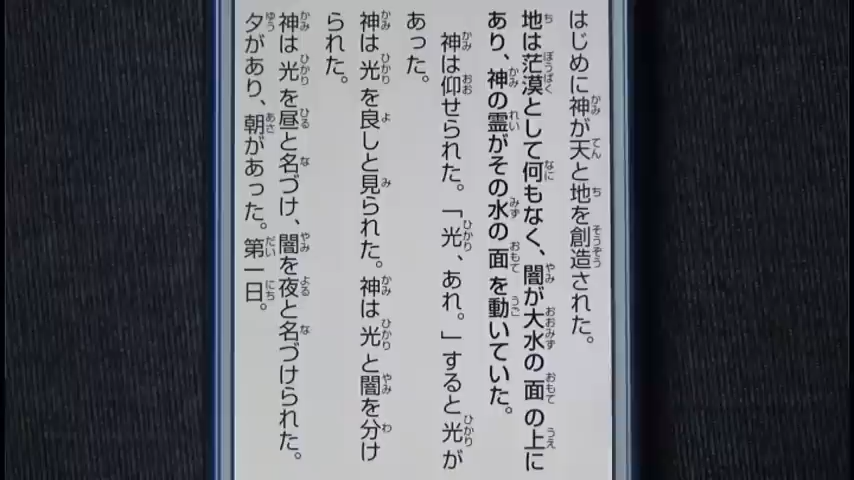 はじめに神が天と地を創造された。
地は茫漠として何もなく、闇が大水の面の上に
あり、神の霊がその水の面を動いていた。
神は仰せられた。「光、あれ。」すると光が
あった。
神は光を良しと見られた。神は光と闇を分け
られた。
神は光を昼と名づけ、闇を夜と名づけられた。
夕があり、朝があった。第一日。